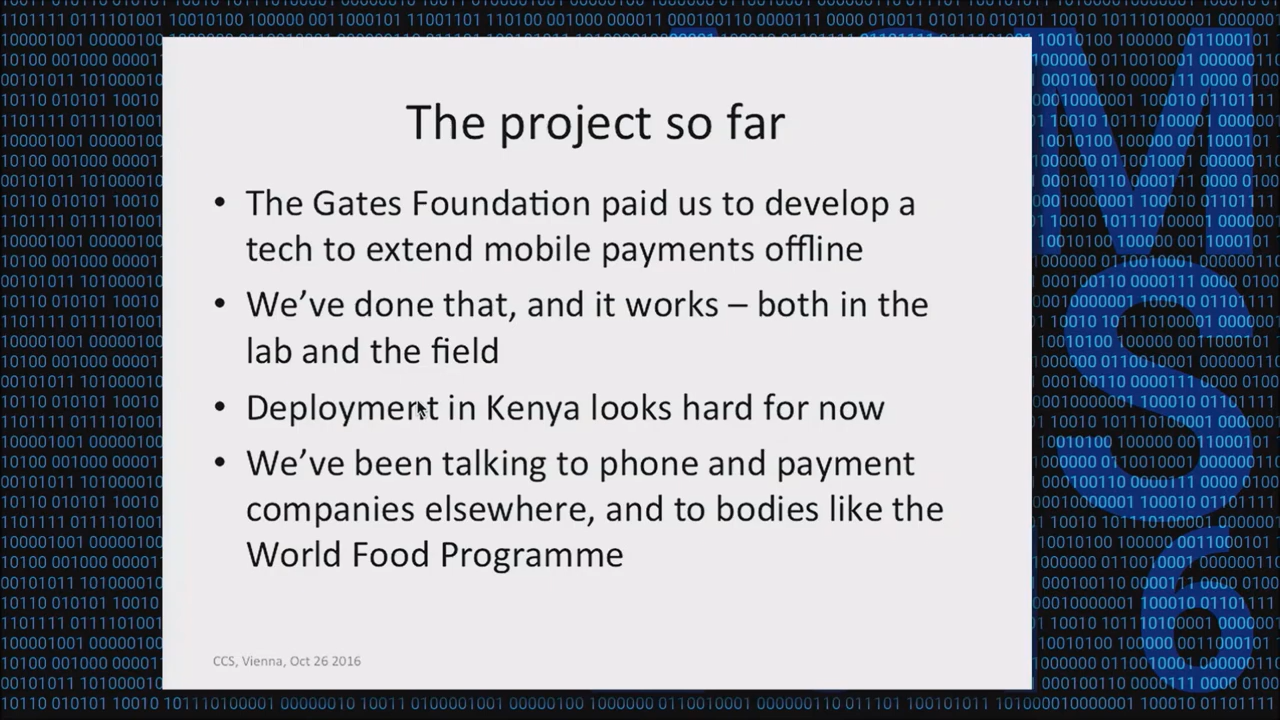 The project so far
• The Gates Foundation paid us to develop a
tech to extend mobile payments offline
• We’ve done that, and it works – both in the
lab and the field
• Deployment in Kenya looks hard for now
• We’ve been talking to phone and payment
companies elsewhere, and to bodies like the
World Food Programme
CCS, Vienna, Oct 26 2016